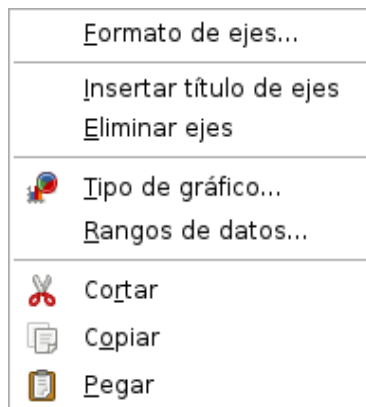 Formato de ejes...
Insertar título de ejes
Eliminar ejes
Tipo de gráfico...
Rangos de datos...
Cortar
Copiar
Pegar